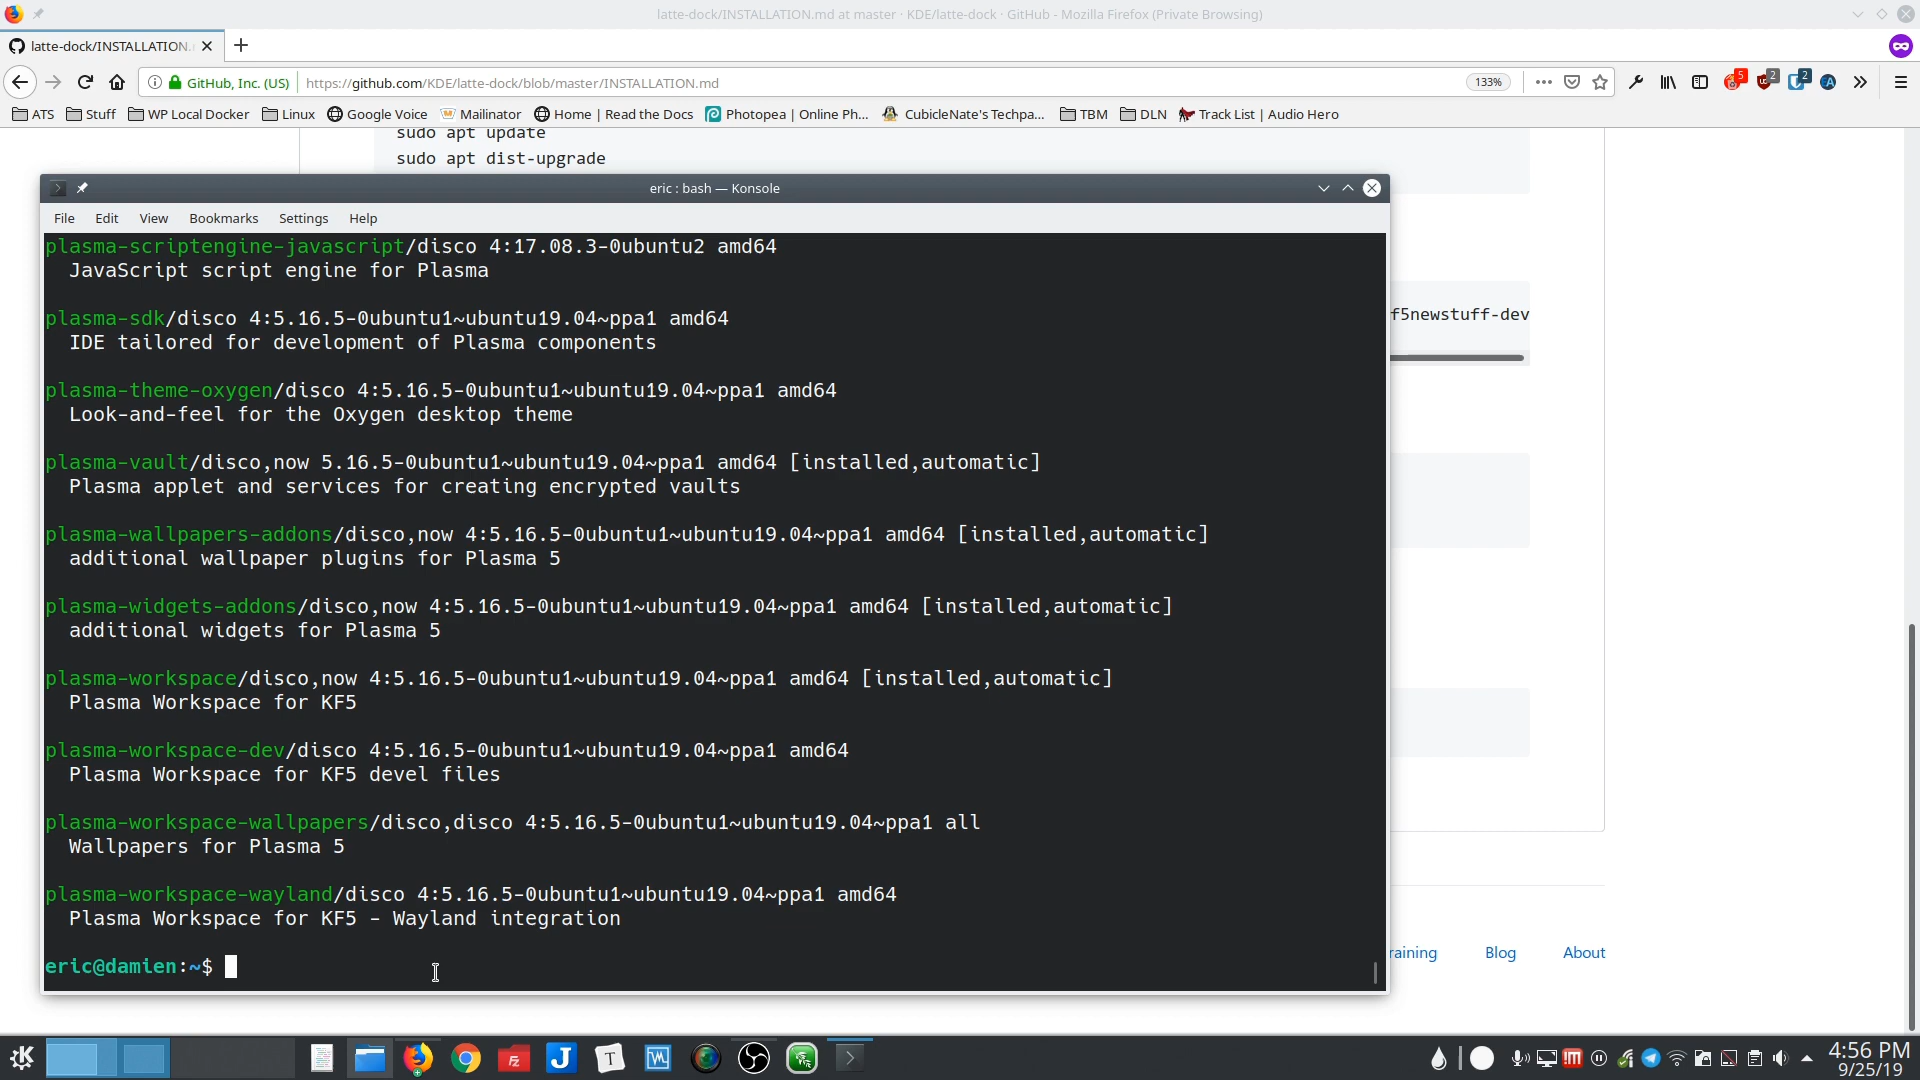 latte-dock/INSTALLATION.md at master · KDE/latte-dock · GitHub - Mozilla Firefox (Private Browsing)
latte-dock/INSTALLATION.
GitHub, Inc. (US) https://github.com/KDE/latte-dock/blob/master/INSTALLATION.md 133% 5 2 2
ATS Stuff WP Local Docker Linux Google Voice Mailinator Home | Read the Docs Photopea | Online Ph... CubicleNate's Techpa... TBM DLN Track List | Audio Hero
sudo apt update
sudo apt dist-upgrade
eric : bash — Konsole
File Edit View Bookmarks Settings Help
plasma-scriptengine-javascript/disco 4:17.08.3-0ubuntu2 amd64
JavaScript script engine for Plasma
plasma-sdk/disco 4:5.16.5-0ubuntu1~ubuntu19.04~ppa1 amd64
IDE tailored for development of Plasma components
f5newstuff-dev
plasma-theme-oxygen/disco 4:5.16.5-0ubuntu1~ubuntu19.04~ppa1 amd64
Look-and-feel for the Oxygen desktop theme
plasma-vault/disco,now 5.16.5-0ubuntu1~ubuntu19.04~ppa1 amd64 [installed,automatic]
Plasma applet and services for creating encrypted vaults
plasma-wallpapers-addons/disco,now 4:5.16.5-0ubuntu1~ubuntu19.04~ppa1 amd64 [installed,automatic]
additional wallpaper plugins for Plasma 5
plasma-widgets-addons/disco,now 4:5.16.5-0ubuntu1~ubuntu19.04~ppa1 amd64 [installed,automatic]
additional widgets for Plasma 5
plasma-workspace/disco,now 4:5.16.5-0ubuntu1~ubuntu19.04~ppa1 amd64 [installed,automatic]
Plasma Workspace for KF5
plasma-workspace-dev/disco 4:5.16.5-0ubuntu1~ubuntu19.04~ppa1 amd64
Plasma Workspace for KF5 devel files
plasma-workspace-wallpapers/disco,disco 4:5.16.5-0ubuntu1~ubuntu19.04~ppa1 all
Wallpapers for Plasma 5
plasma-workspace-wayland/disco 4:5.16.5-0ubuntu1~ubuntu19.04~ppa1 amd64
Plasma Workspace for KF5 - Wayland integration
raining Blog About
eric@damien:~$
4:56 PM
9/25/19